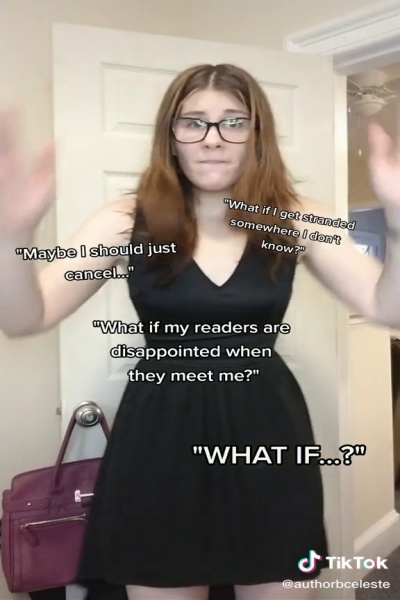 "What if I get stranded
somewhere I don't
know?"
"Maybe I should just
cancel..."
"What if my readers are
disappointed when
they meet me?"
"WHAT IF...?"
TikTok
@authorbceleste